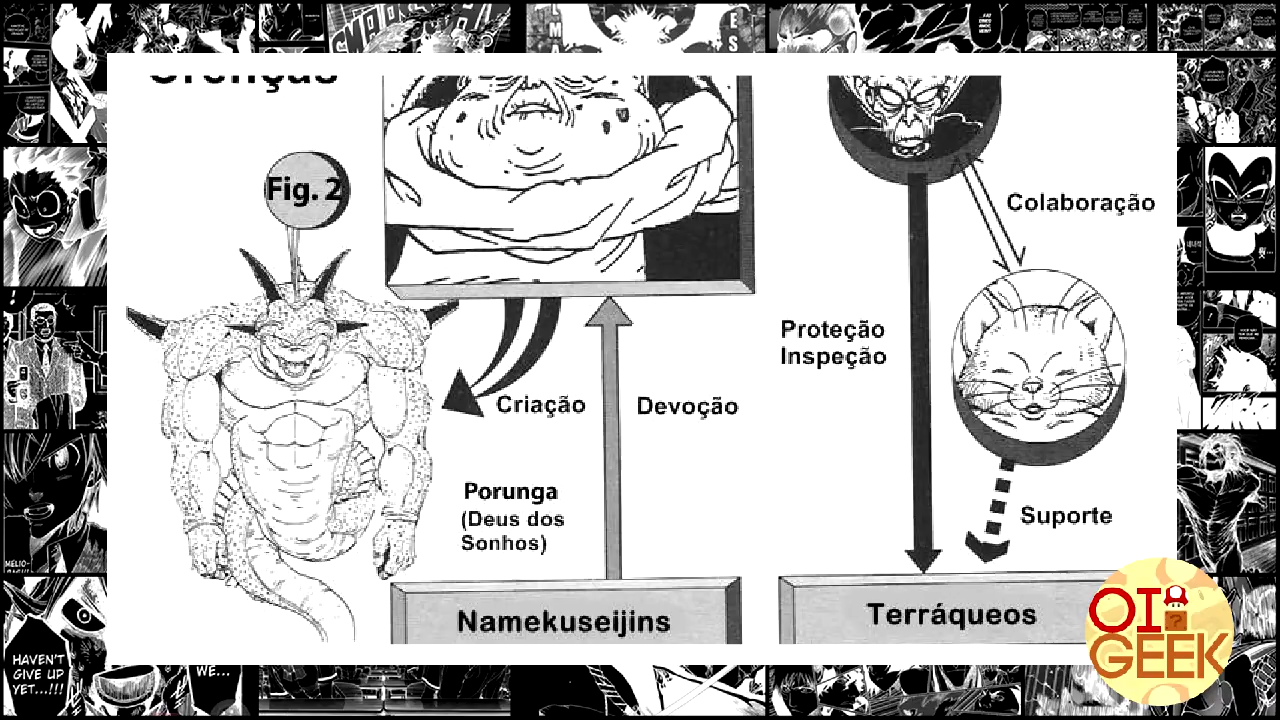 Crenças
Fig. 2
Colaboração
Proteção
Inspeção
Criação
Devoção
Porunga
(Deus dos
Sonhos)
Suporte
Namekuseijins
Terráqueos
OI
GEEK
HAVEN'T
GIVE UP
YET...!!!
WE...